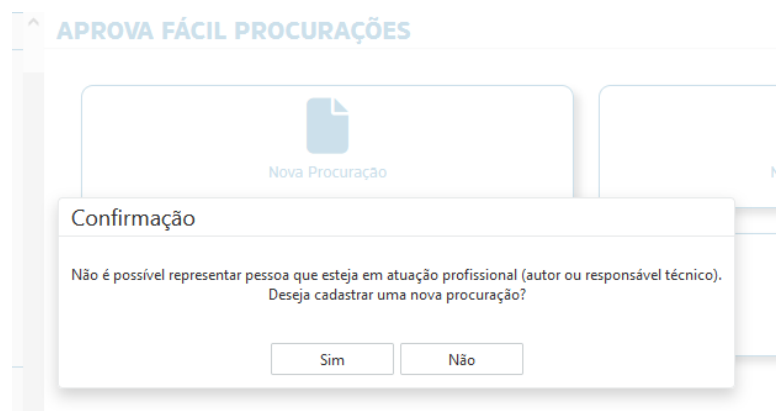 APROVA FÁCIL PROCURAÇÕES
Nova Procuração
Confirmação
Não é possível representar pessoa que esteja em atuação profissional (autor ou responsável técnico).
Deseja cadastrar uma nova procuração?
Sim
Não